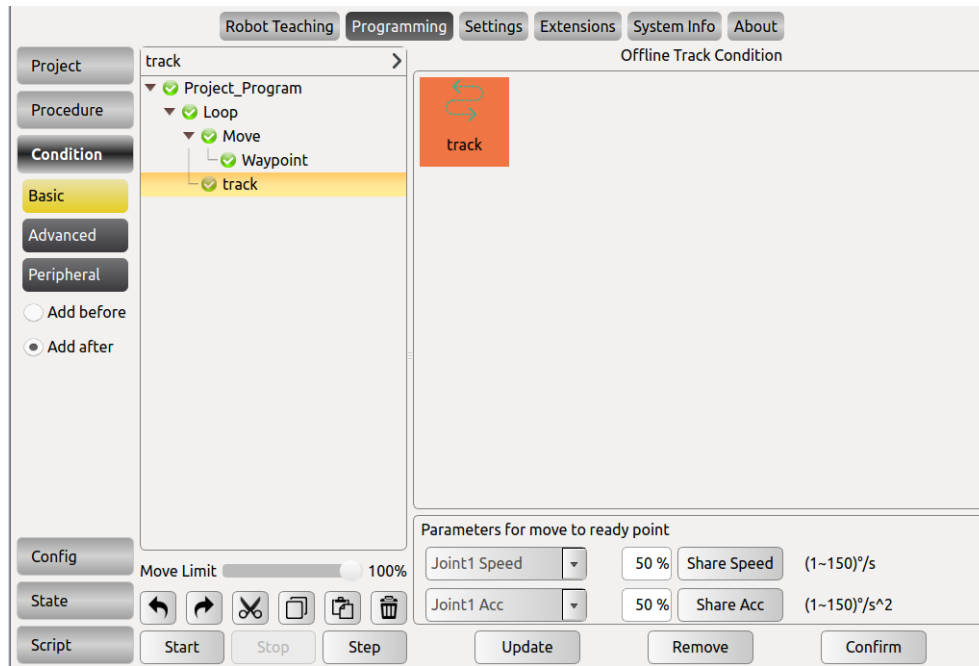 Robot Teaching Programming Settings Extensions System Info About
Project
Procedure
Condition
Basic
Advanced
Peripheral
Add before
Add after
Config
State
Script
track
Project_Program
Loop
Move
Waypoint
track
Move Limit 100%
Start Stop Step
Offline Track Condition
track
Parameters for move to ready point
Joint1 Speed 50 % Share Speed (1~150)°/s
Joint1 Acc 50 % Share Acc (1~150)°/s^2
Update Remove Confirm